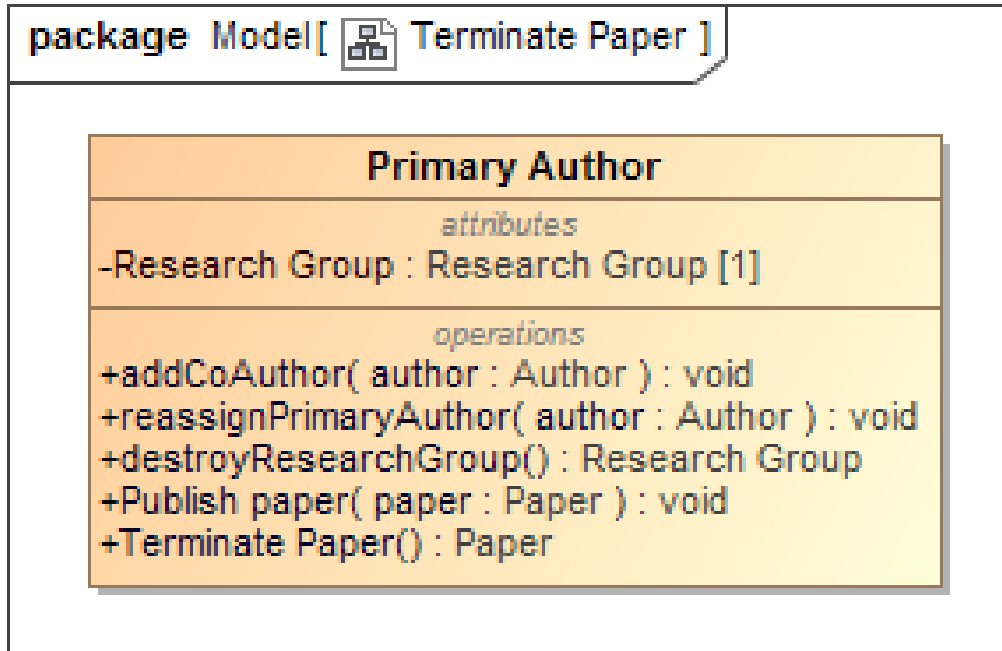 package Model[ Terminate Paper ]
Primary Author
attributes
-Research Group : Research Group [1]
operations
+addCoAuthor( author : Author ) : void
+reassignPrimaryAuthor( author : Author ) : void
+destroyResearchGroup() : Research Group
+Publish paper( paper : Paper ) : void
+Terminate Paper() : Paper